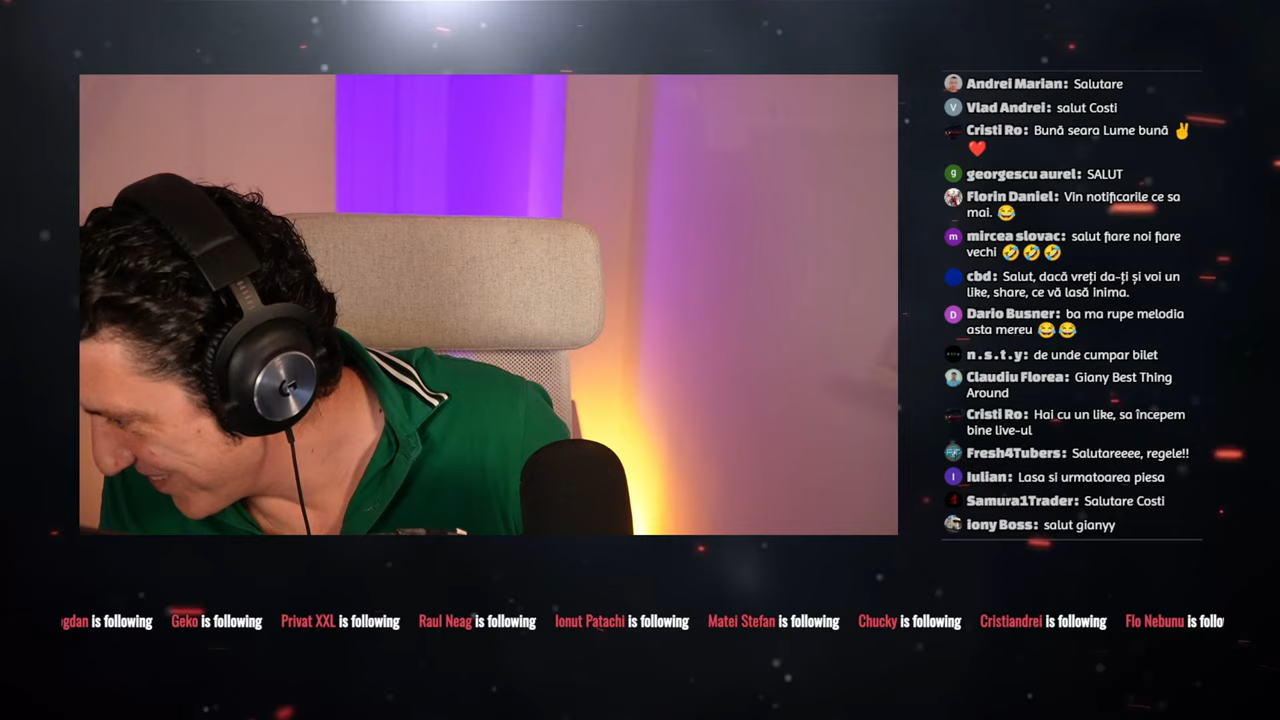 Andrei Marian: Salutare
V Vlad Andrei: salut Costi
Cristi Ro: Bună seara Lume bună ✌️
❤️
g georgescu aurel: SALUT
Florin Daniel: Vin notificarile ce sa
mai. 😂
m mircea slovac: salut fiare noi fiare
vechi 🤣🤣🤣
cbd: Salut, dacă vreți da-ți și voi un
like, share, ce vă lasă inima.
D Dario Busner: ba ma rupe melodia
asta mereu 😂😂
n.s.t.y: de unde cumpar bilet
Claudiu Florea: Giany Best Thing
Around
Cristi Ro: Hai cu un like, sa începem
bine live-ul
Fresh4Tubers: Salutareeee, regele!!
I Iulian: Lasa si urmatoarea piesa
Samura1Trader: Salutare Costi
iony Boss: salut gianyy
gdan is following Geko is following Privat XXL is following Raul Neag is following Ionut Patachi is following Matei Stefan is following Chucky is following Cristiandrei is following Flo Nebunu is follo